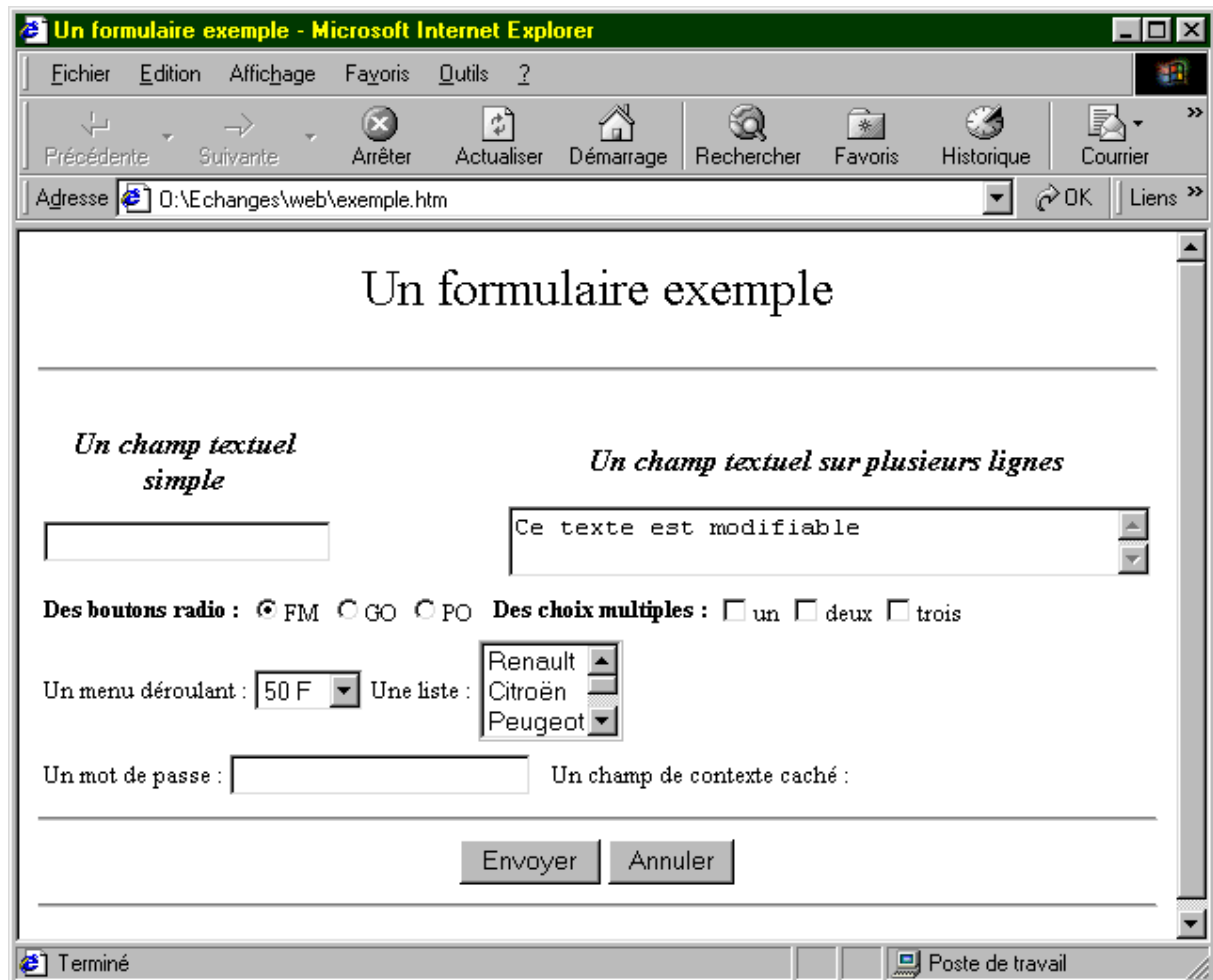 Un formulaire exemple - Microsoft Internet Explorer
Fichier Edition Affichage Favoris Outils ?
Précédente Suivante Arrêter Actualiser Démarrage Rechercher Favoris Historique Courrier »
Adresse O:\Echanges\web\exemple.htm OK Liens »
Un formulaire exemple
Un champ textuel
simple
Un champ textuel sur plusieurs lignes
Ce texte est modifiable
Des boutons radio : FM GO PO Des choix multiples : un deux trois
Un menu déroulant : 50 F Une liste :
Renault
Citroën
Peugeot
Un mot de passe : Un champ de contexte caché :
Envoyer Annuler
Terminé Poste de travail